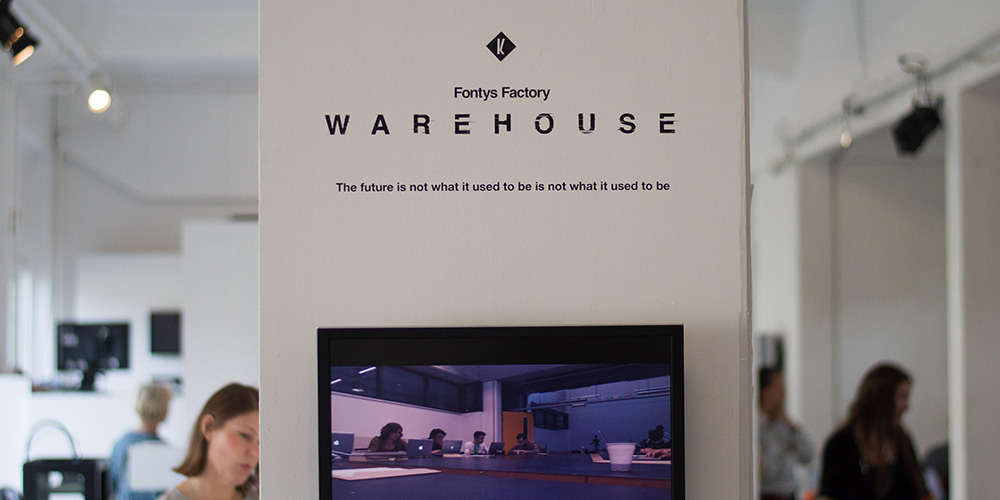 K
Fontys Factory
WAREHOUSE
The future is not what it used to be is not what it used to be